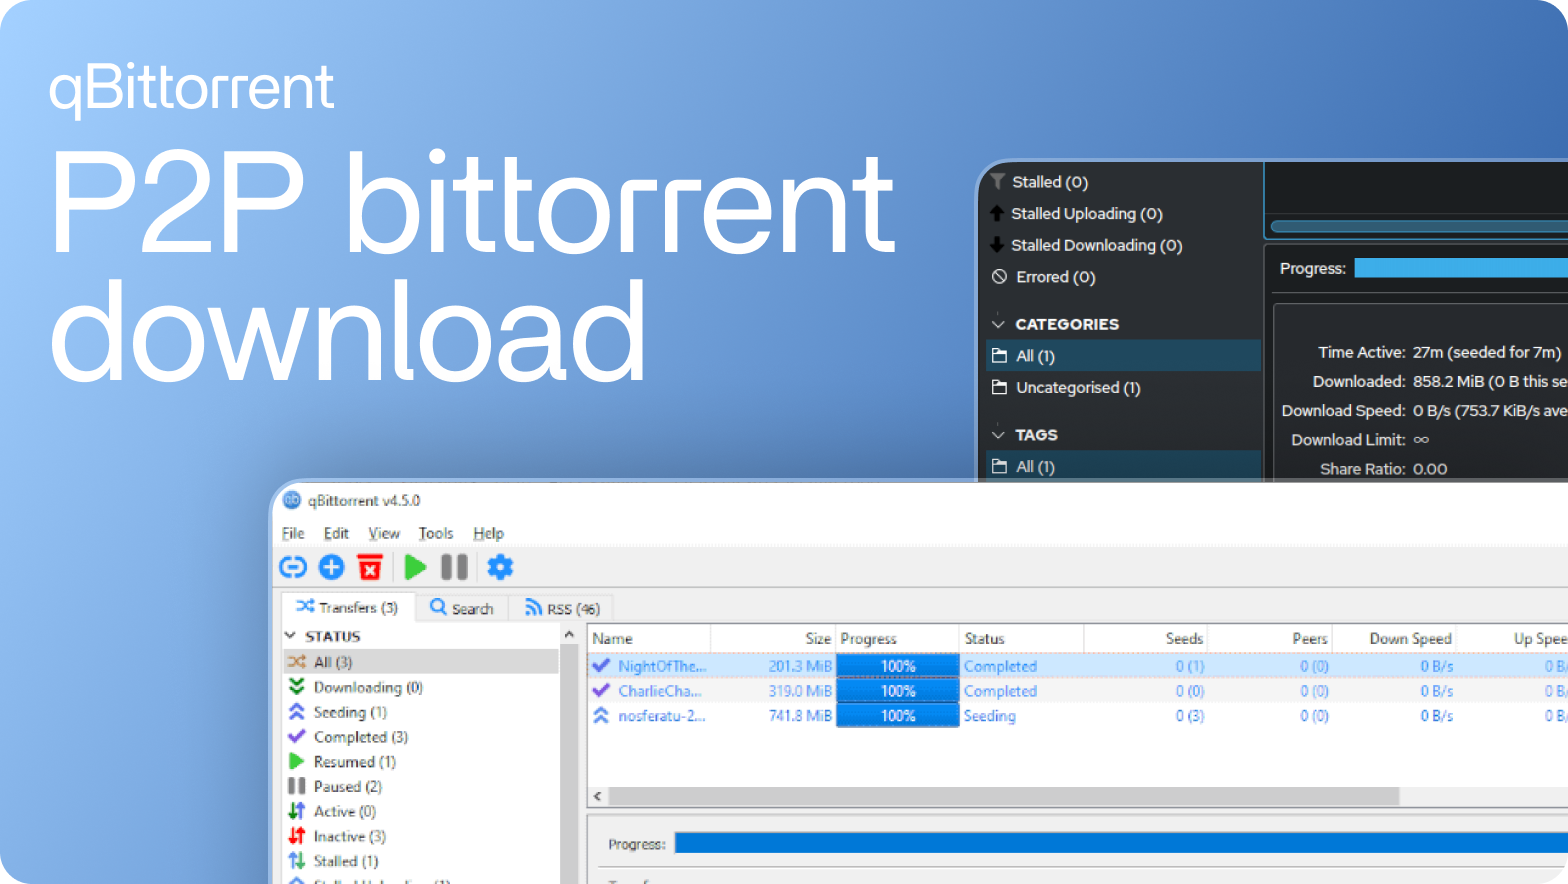 qBittorrent
P2P bittorrent
download
Stalled (0)
Stalled Uploading (0)
Stalled Downloading (0)
Errored (0)
CATEGORIES
All (1)
Uncategorised (1)
TAGS
All (1)
Progress:
Time Active: 27m (seeded for 7m)
Downloaded: 858.2 MiB (0 B this se
Download Speed: 0 B/s (753.7 KiB/s ave
Download Limit: ∞
Share Ratio: 0.00
qb qBittorrent v4.5.0
File Edit View Tools Help
Transfers (3) Search RSS (46)
STATUS
All (3)
Downloading (0)
Seeding (1)
Completed (3)
Resumed (1)
Paused (2)
Active (0)
Inactive (3)
Stalled (1)
Name Size Progress Status Seeds Peers Down Speed Up Spee
NightOfThe... 201.3 MiB 100% Completed 0 (1) 0 (0) 0 B/s 0 B/
CharlieCha... 319.0 MiB 100% Completed 0 (0) 0 (0) 0 B/s 0 B/
nosferatu-2... 741.8 MiB 100% Seeding 0 (3) 0 (0) 0 B/s 0 B/
Progress: